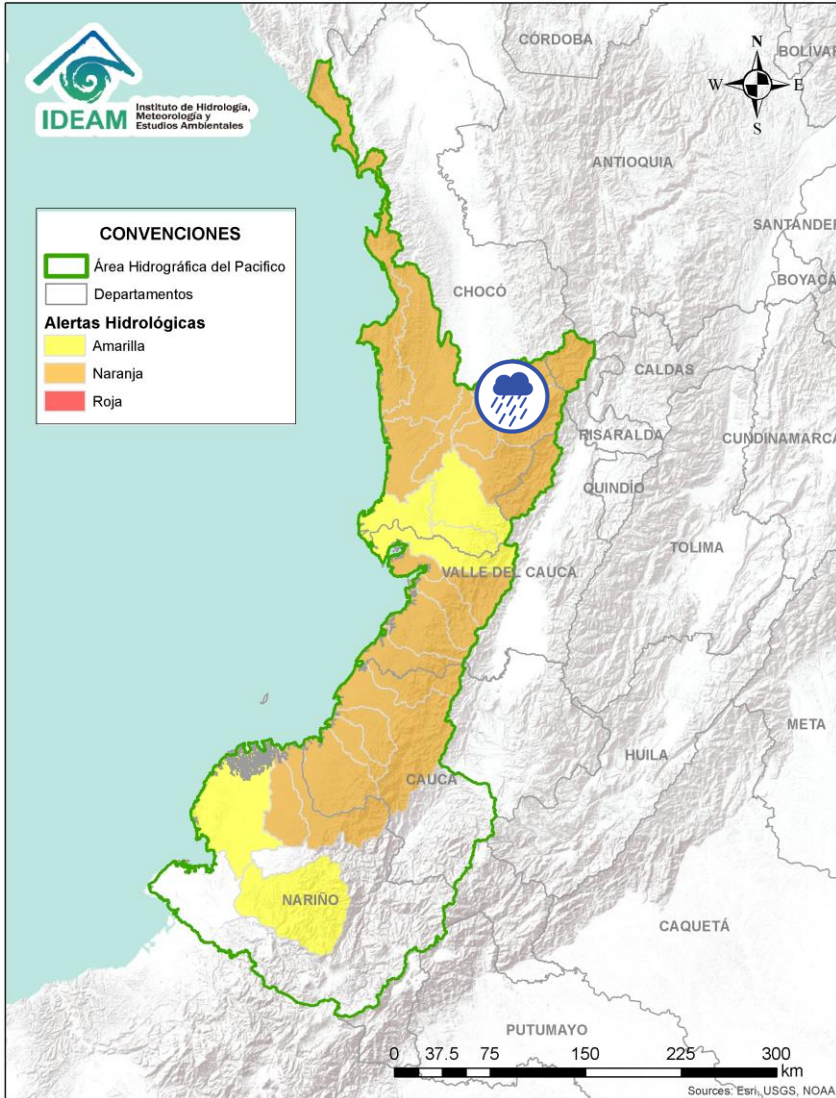 IDEAM
Instituto de Hidrología,
Meteorología y
Estudios Ambientales
CÓRDOBA
BOLÍVAR
N
W
E
S
ANTIOQUIA
SANTANDER
BOYACÁ
CONVENCIONES
Área Hidrográfica del Pacifico
Departamentos
Alertas Hidrológicas
Amarilla
Naranja
Roja
CHOCÓ
CALDAS
RISARALDA
CUNDINAMARCA
QUINDÍO
TOLIMA
VALLE DEL CAUCA
META
HUILA
CAUCA
NARIÑO
CAQUETÁ
PUTUMAYO
0 37.5 75 150 225 300
km
Sources: Esri, USGS, NOAA